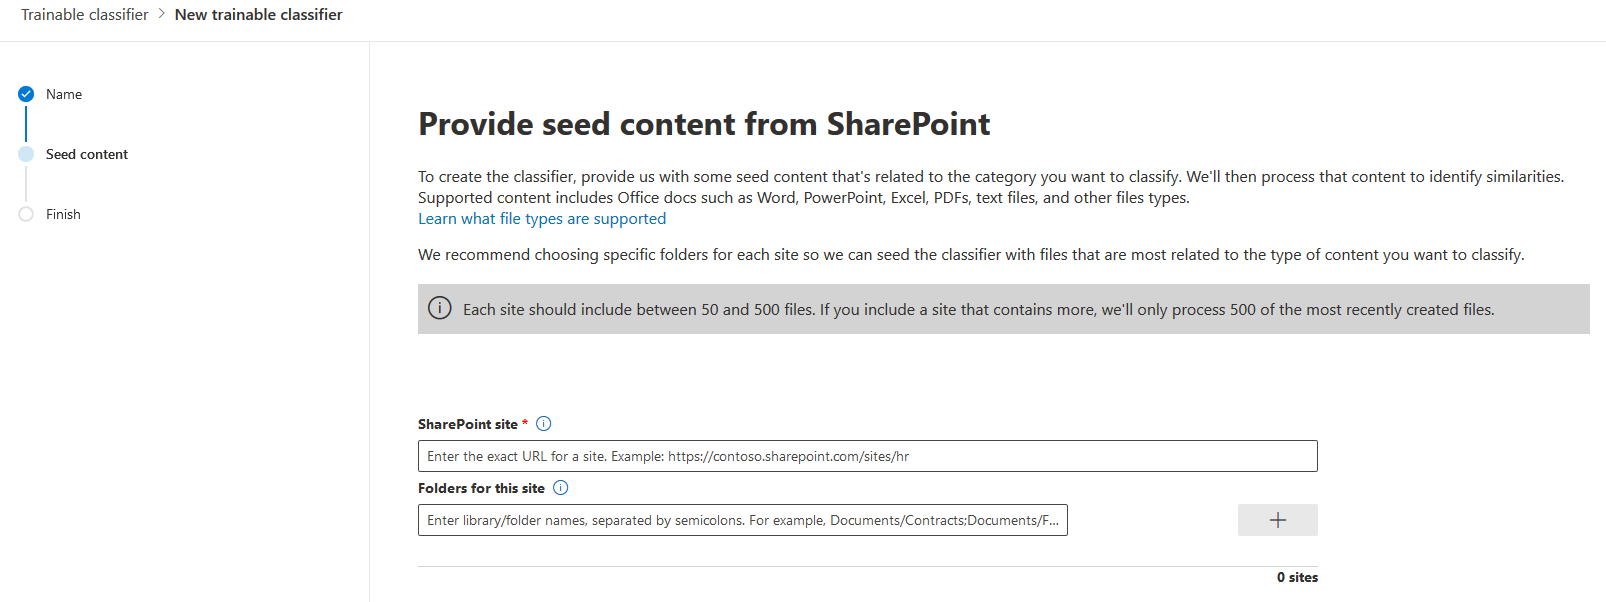 Trainable classifier > New trainable classifier
Name
Seed content
Finish
Provide seed content from SharePoint
To create the classifier, provide us with some seed content that's related to the category you want to classify. We'll then process that content to identify similarities.
Supported content includes Office docs such as Word, PowerPoint, Excel, PDFs, text files, and other files types.
Learn what file types are supported
We recommend choosing specific folders for each site so we can seed the classifier with files that are most related to the type of content you want to classify.
Each site should include between 50 and 500 files. If you include a site that contains more, we'll only process 500 of the most recently created files.
SharePoint site *
Enter the exact URL for a site. Example: https://contoso.sharepoint.com/sites/hr
Folders for this site
Enter library/folder names, separated by semicolons. For example, Documents/Contracts;Documents/F...
0 sites